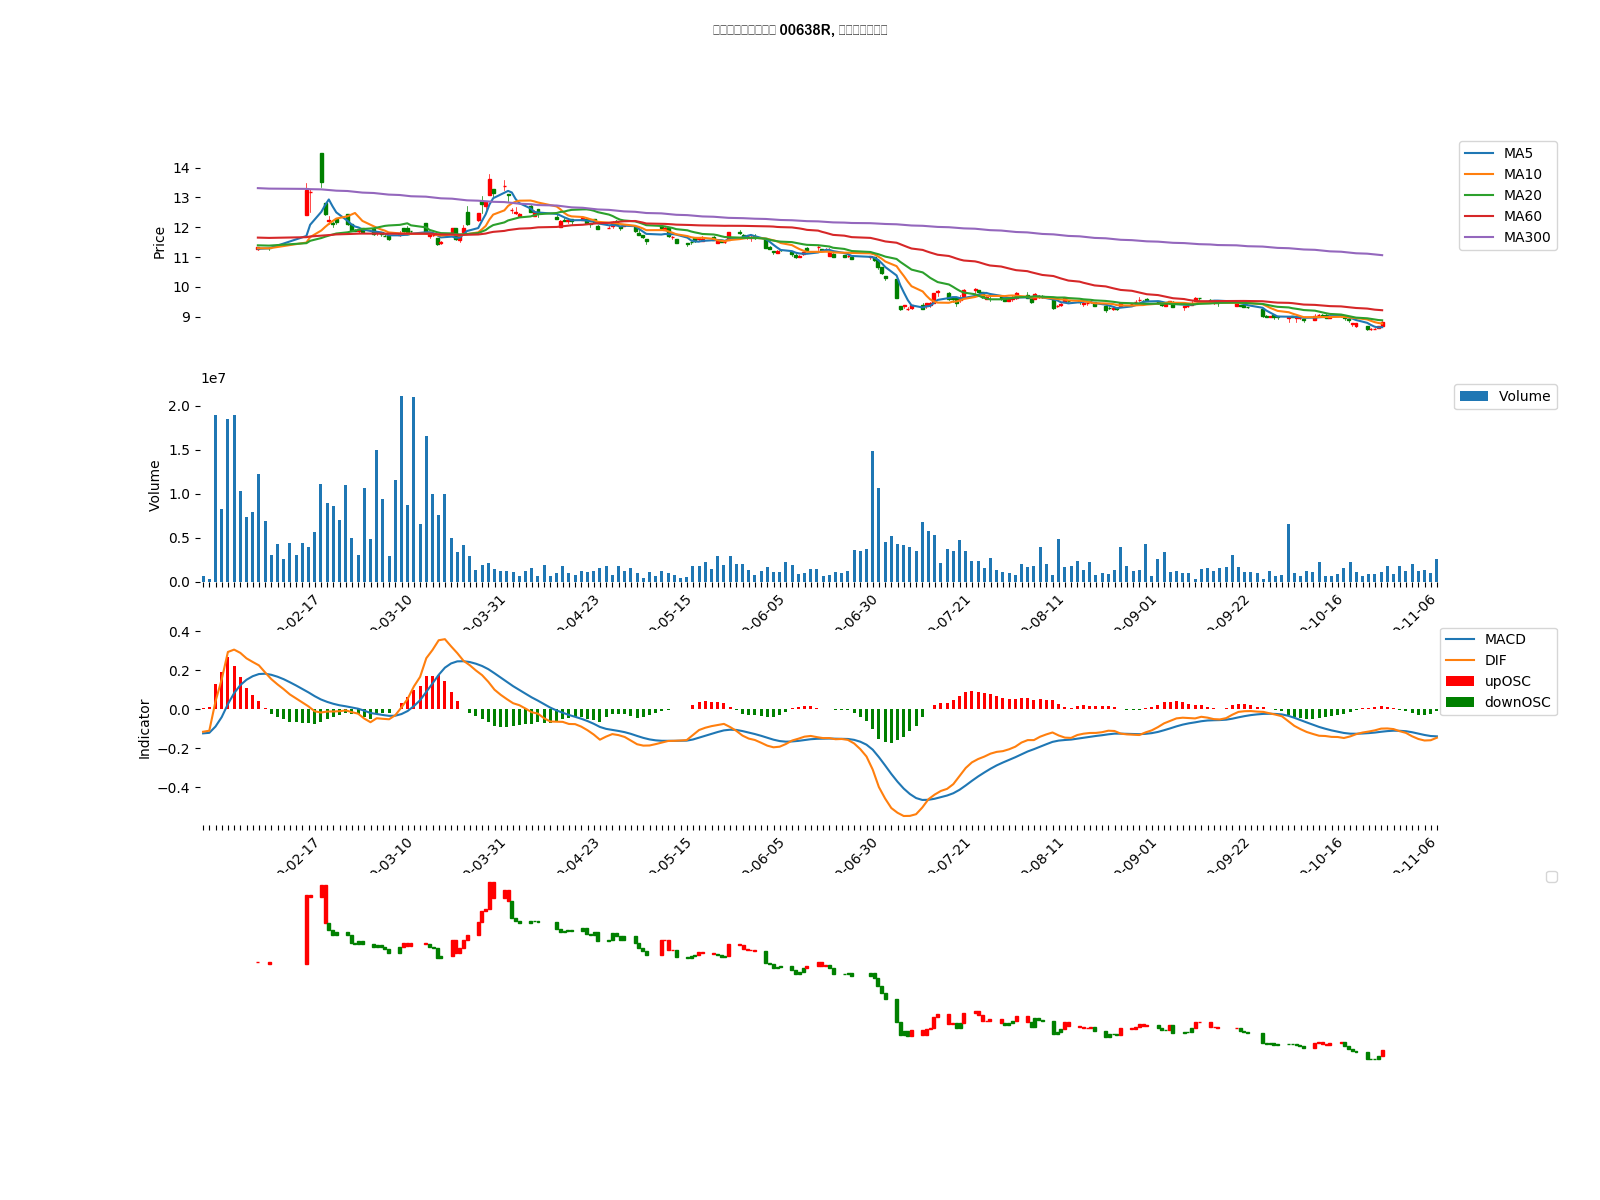 00638R,
MA5
MA10
MA20
MA60
MA300
Price
14
13
12
11
10
9
1e7
Volume
Volume
2.0
1.5
1.0
0.5
0.0
-02-17
-03-10
-03-31
-04-23
-05-15
-06-05
-06-30
-07-21
-08-11
-09-01
-09-22
-10-16
-11-06
MACD
DIF
upOSC
downOSC
Indicator
0.4
0.2
0.0
−0.2
−0.4
-02-17
-03-10
-03-31
-04-23
-05-15
-06-05
-06-30
-07-21
-08-11
-09-01
-09-22
-10-16
-11-06